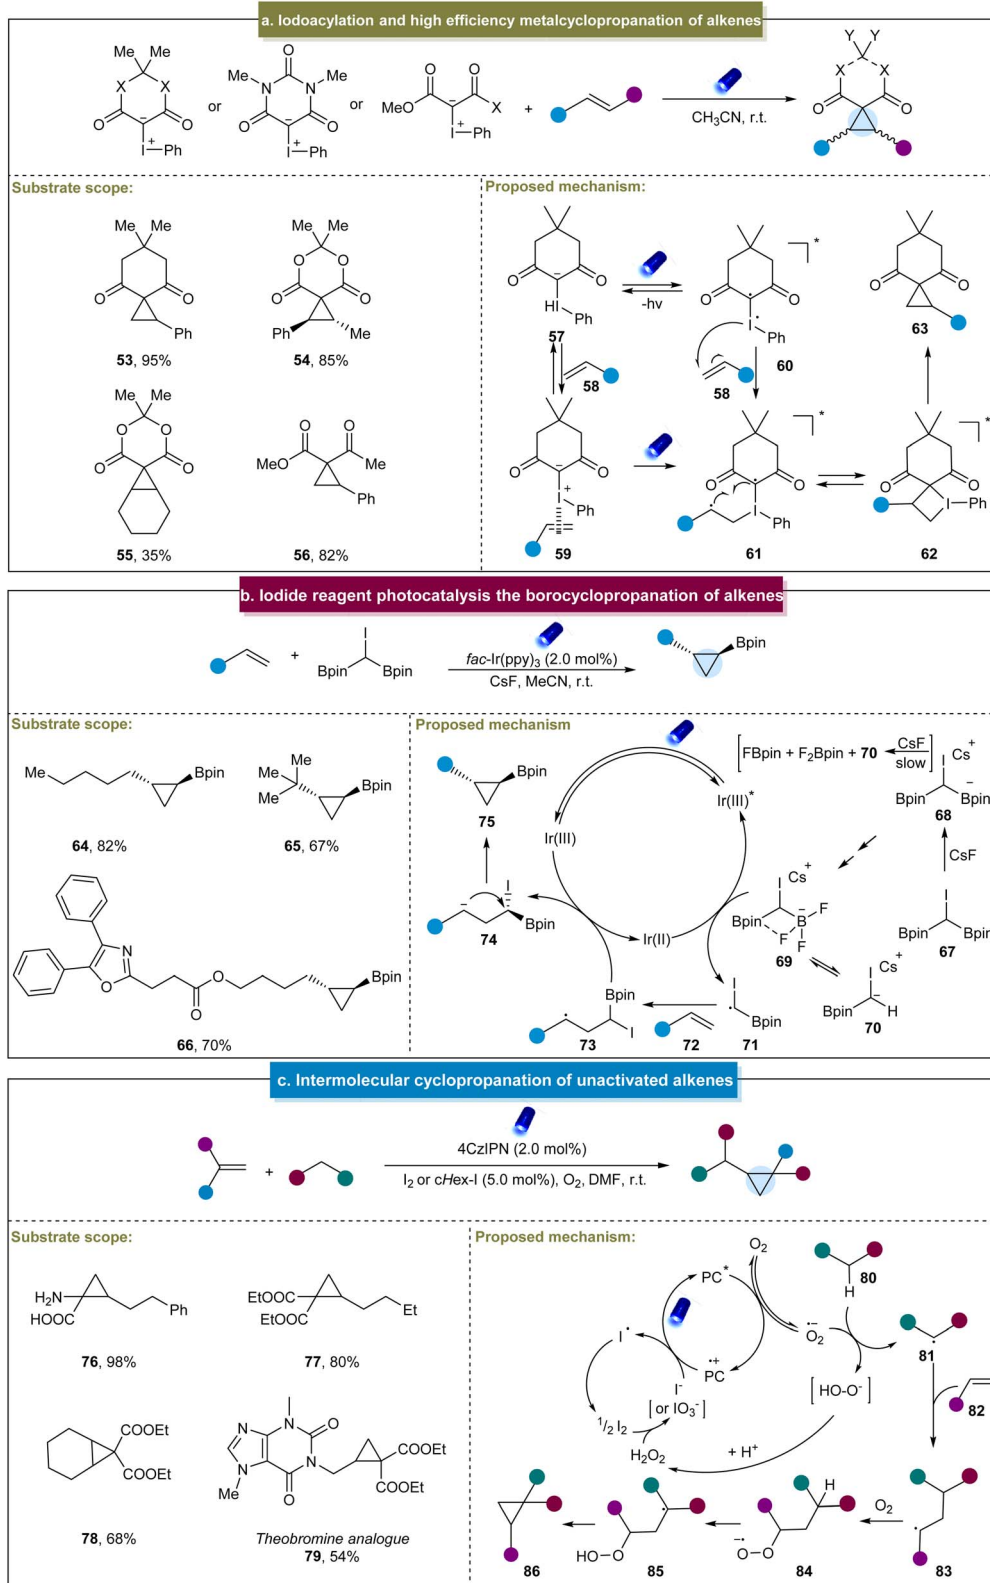 a. Iodoacylation and high efficiency metalcyclopropanation of alkenes
Me Me
X X
O O
I Ph
or
O
Me N N Me
O O
I Ph
or
O O
MeO X
I Ph
+
CH3CN, r.t.
Y Y
X X
O O
Substrate scope:
Me Me
O O
Ph
53, 95%
Me Me
O O
O O
Ph Me
54, 85%
Me Me
O O
O O
55, 35%
O O
MeO Me
Ph
56, 82%
Proposed mechanism:
O O
HI
Ph
57
-hv
O O
I
Ph
60
*
O O
63
58
58
O O
I
Ph
59
O O
I
Ph
61
*
O O
I Ph
62
*
b. Iodide reagent photocatalysis the borocyclopropanation of alkenes
+
I
Bpin Bpin
fac-Ir(ppy)3 (2.0 mol%)
CsF, MeCN, r.t.
Bpin
Substrate scope:
Me Bpin
64, 82%
Me
Me
Me
Bpin
65, 67%
N
O
O
O
Bpin
66, 70%
Proposed mechanism
Bpin
75
Ir(III)*
Ir(III)
Ir(II)
[FBpin + F2Bpin + 70 CsF slow]
I Cs+
Bpin Bpin
68
CsF
I
Bpin Bpin
67
I Cs+
Bpin B F
F F
69
I Cs+
Bpin H
70
I
Bpin
74
Bpin
I
73
72
I
Bpin
71
c. Intermolecular cyclopropanation of unactivated alkenes
+
4CzIPN (2.0 mol%)
I2 or cHex-I (5.0 mol%), O2, DMF, r.t.
Substrate scope:
H2N
HOOC
Ph
76, 98%
EtOOC
EtOOC
Et
77, 80%
COOEt
COOEt
78, 68%
N
N
Me
N
O
N
O
COOEt
COOEt
Theobromine analogue
79, 54%
Proposed mechanism:
O2
PC*
O2•−
PC•+
I•
I-
[or IO3-]
1/2 I2
H2O2
+ H+
[HO-O-]
H
80
81
82
83
O2
H
O O
84
HO O
85
86